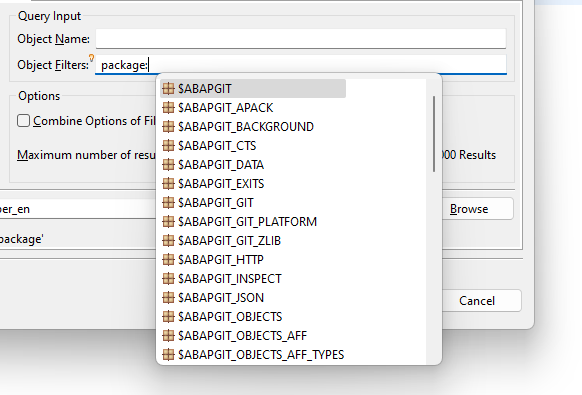 Query Input
Object Name:
Object Filters: package:
Options
Combine Options of Fil
Maximum number of resu 000 Results
$ABAPGIT
$ABAPGIT_APACK
$ABAPGIT_BACKGROUND
$ABAPGIT_CTS
$ABAPGIT_DATA
$ABAPGIT_EXITS
$ABAPGIT_GIT
$ABAPGIT_GIT_PLATFORM
$ABAPGIT_GIT_ZLIB
$ABAPGIT_HTTP
$ABAPGIT_INSPECT
$ABAPGIT_JSON
$ABAPGIT_OBJECTS
$ABAPGIT_OBJECTS_AFF
$ABAPGIT_OBJECTS_AFF_TYPES
per_en
Browse
package'
Cancel